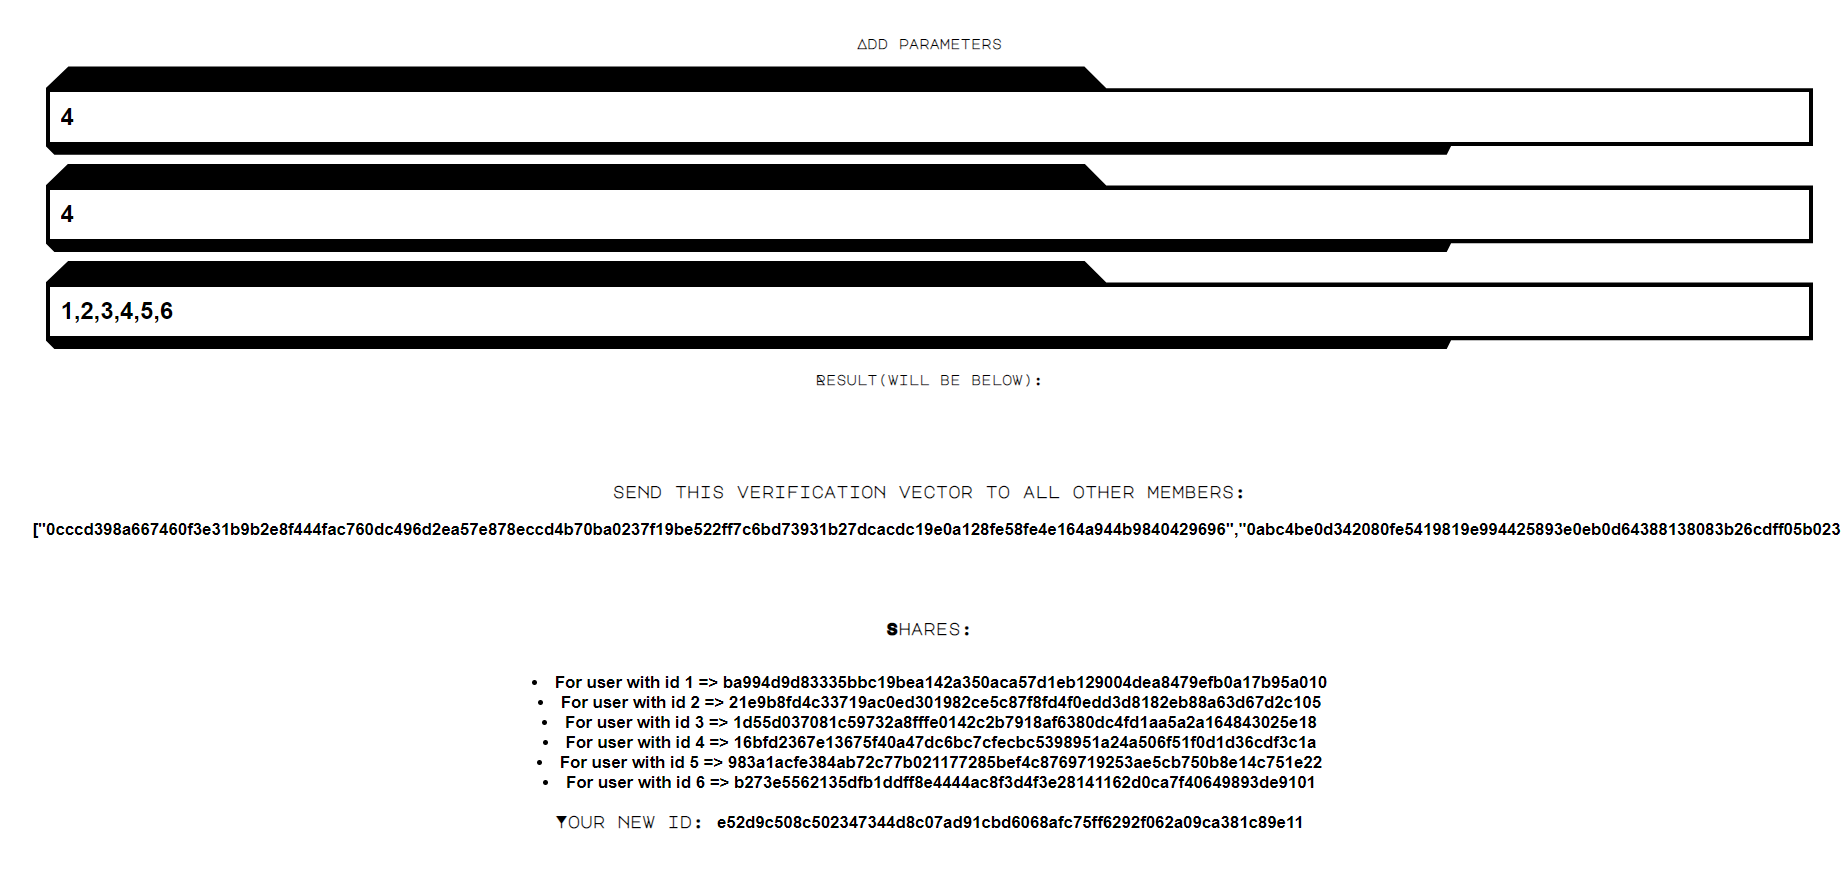 ADD PARAMETERS
4
4
1,2,3,4,5,6
RESULT(WILL BE BELOW):
SEND THIS VERIFICATION VECTOR TO ALL OTHER MEMBERS:
["0cccd398a667460f3e31b9b2e8f444fac760dc496d2ea57e878eccd4b70ba0237f19be522ff7c6bd73931b27dcacdc19e0a128fe58fe4e164a944b9840429696","0abc4be0d342080fe5419819e994425893e0eb0d64388138083b26cdff05b023
SHARES:
• For user with id 1 => ba994d9d83335bbc19bea142a350aca57d1eb129004dea8479efb0a17b95a010
• For user with id 2 => 21e9b8fd4c33719ac0ed301982ce5c87f8fd4f0edd3d8182eb88a63d67d2c105
• For user with id 3 => 1d55d037081c59732a8fffe0142c2b7918af6380dc4fd1aa5a2a164843025e18
• For user with id 4 => 16bfd2367e13675f40a47dc6bc7cfecbc5398951a24a506f51f0d1d36cdf3c1a
• For user with id 5 => 983a1acfe384ab72c77b021177285bef4c8769719253ae5cb750b8e14c751e22
• For user with id 6 => b273e5562135dfb1ddff8e4444ac8f3d4f3e28141162d0ca7f40649893de9101
YOUR NEW ID: e52d9c508c502347344d8c07ad91cbd6068afc75ff6292f062a09ca381c89e11